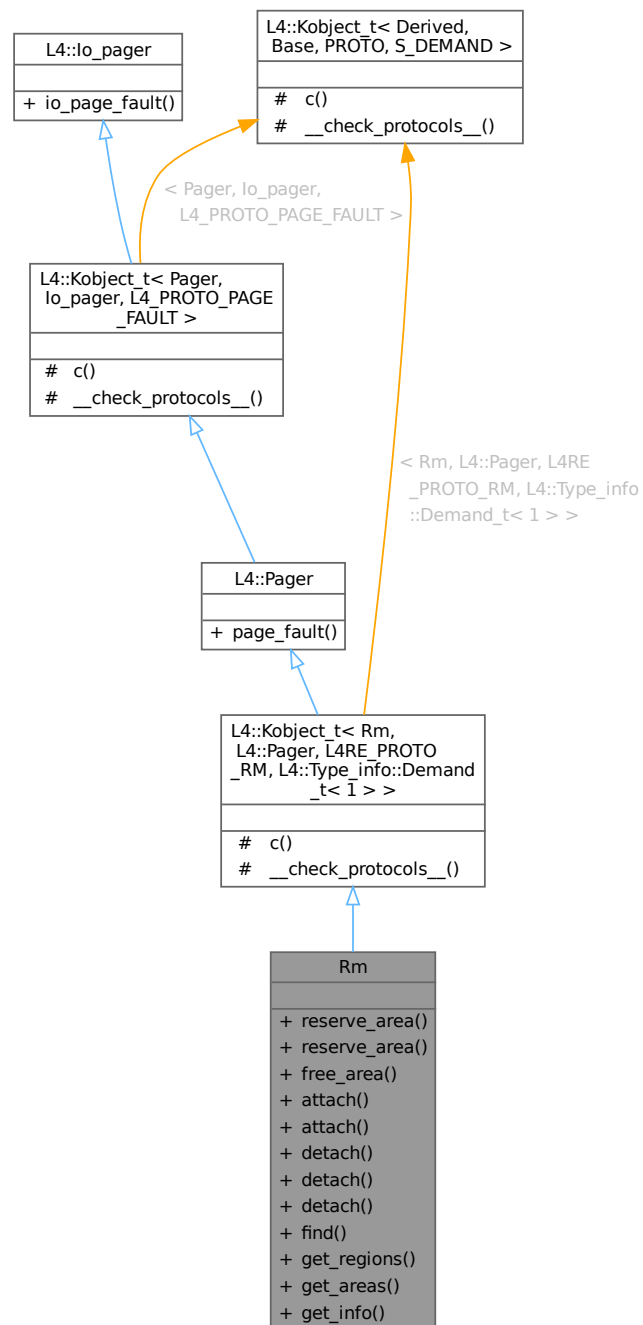 L4::Kobject_t< Derived,
Base, PROTO, S_DEMAND >
# c()
# __check_protocols__()
L4::Io_pager
+ io_page_fault()
< Pager, Io_pager,
L4_PROTO_PAGE_FAULT >
L4::Kobject_t< Pager,
Io_pager, L4_PROTO_PAGE
_FAULT >
# c()
# __check_protocols__()
< Rm, L4::Pager, L4RE
_PROTO_RM, L4::Type_info
::Demand_t< 1 > >
L4::Pager
+ page_fault()
L4::Kobject_t< Rm,
L4::Pager, L4RE_PROTO
_RM, L4::Type_info::Demand
_t< 1 > >
# c()
# __check_protocols__()
Rm
+ reserve_area()
+ reserve_area()
+ free_area()
+ attach()
+ attach()
+ detach()
+ detach()
+ detach()
+ find()
+ get_regions()
+ get_areas()
+ get_info()